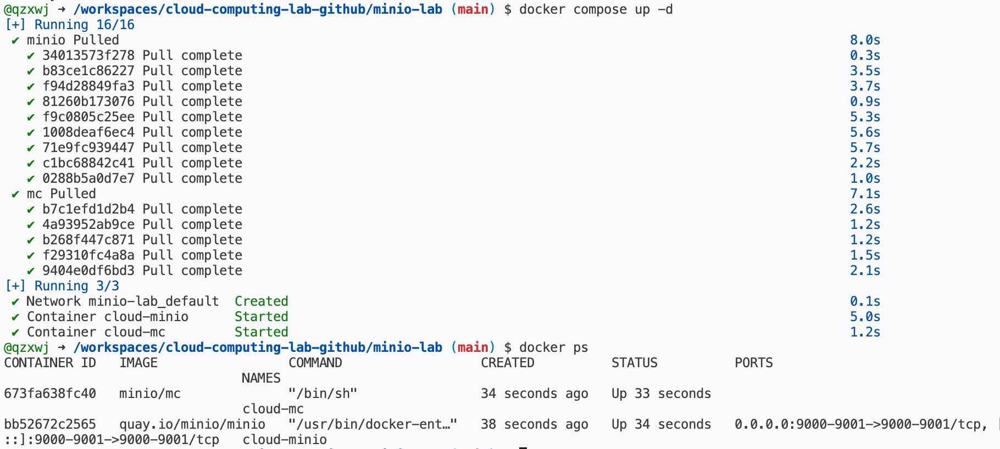 @qzxwj ➜ /workspaces/cloud-computing-lab-github/minio-lab (main) $ docker compose up -d
[+] Running 16/16
✔ minio Pulled 8.0s
✔ 34013573f278 Pull complete 0.3s
✔ b83ce1c86227 Pull complete 3.5s
✔ f94d28849fa3 Pull complete 3.7s
✔ 81260b173076 Pull complete 0.9s
✔ f9c0805c25ee Pull complete 5.3s
✔ 1008deaf6ec4 Pull complete 5.6s
✔ 71e9fc939447 Pull complete 5.7s
✔ c1bc68842c41 Pull complete 2.2s
✔ 0288b5a0d7e7 Pull complete 1.0s
✔ mc Pulled 7.1s
✔ b7c1efd1d2b4 Pull complete 2.6s
✔ 4a93952ab9ce Pull complete 1.2s
✔ b268f447c871 Pull complete 1.2s
✔ f29310fc4a8a Pull complete 1.5s
✔ 9404e0df6bd3 Pull complete 2.1s
[+] Running 3/3
✔ Network minio-lab_default Created 0.1s
✔ Container cloud-minio Started 5.0s
✔ Container cloud-mc Started 1.2s
@qzxwj ➜ /workspaces/cloud-computing-lab-github/minio-lab (main) $ docker ps
CONTAINER ID IMAGE COMMAND CREATED STATUS PORTS
NAMES
673fa638fc40 minio/mc "/bin/sh" 34 seconds ago Up 33 seconds
cloud-mc
bb52672c2565 quay.io/minio/minio "/usr/bin/docker-ent…" 38 seconds ago Up 34 seconds 0.0.0.0:9000-9001->9000-9001/tcp, [
::]:9000-9001->9000-9001/tcp cloud-minio